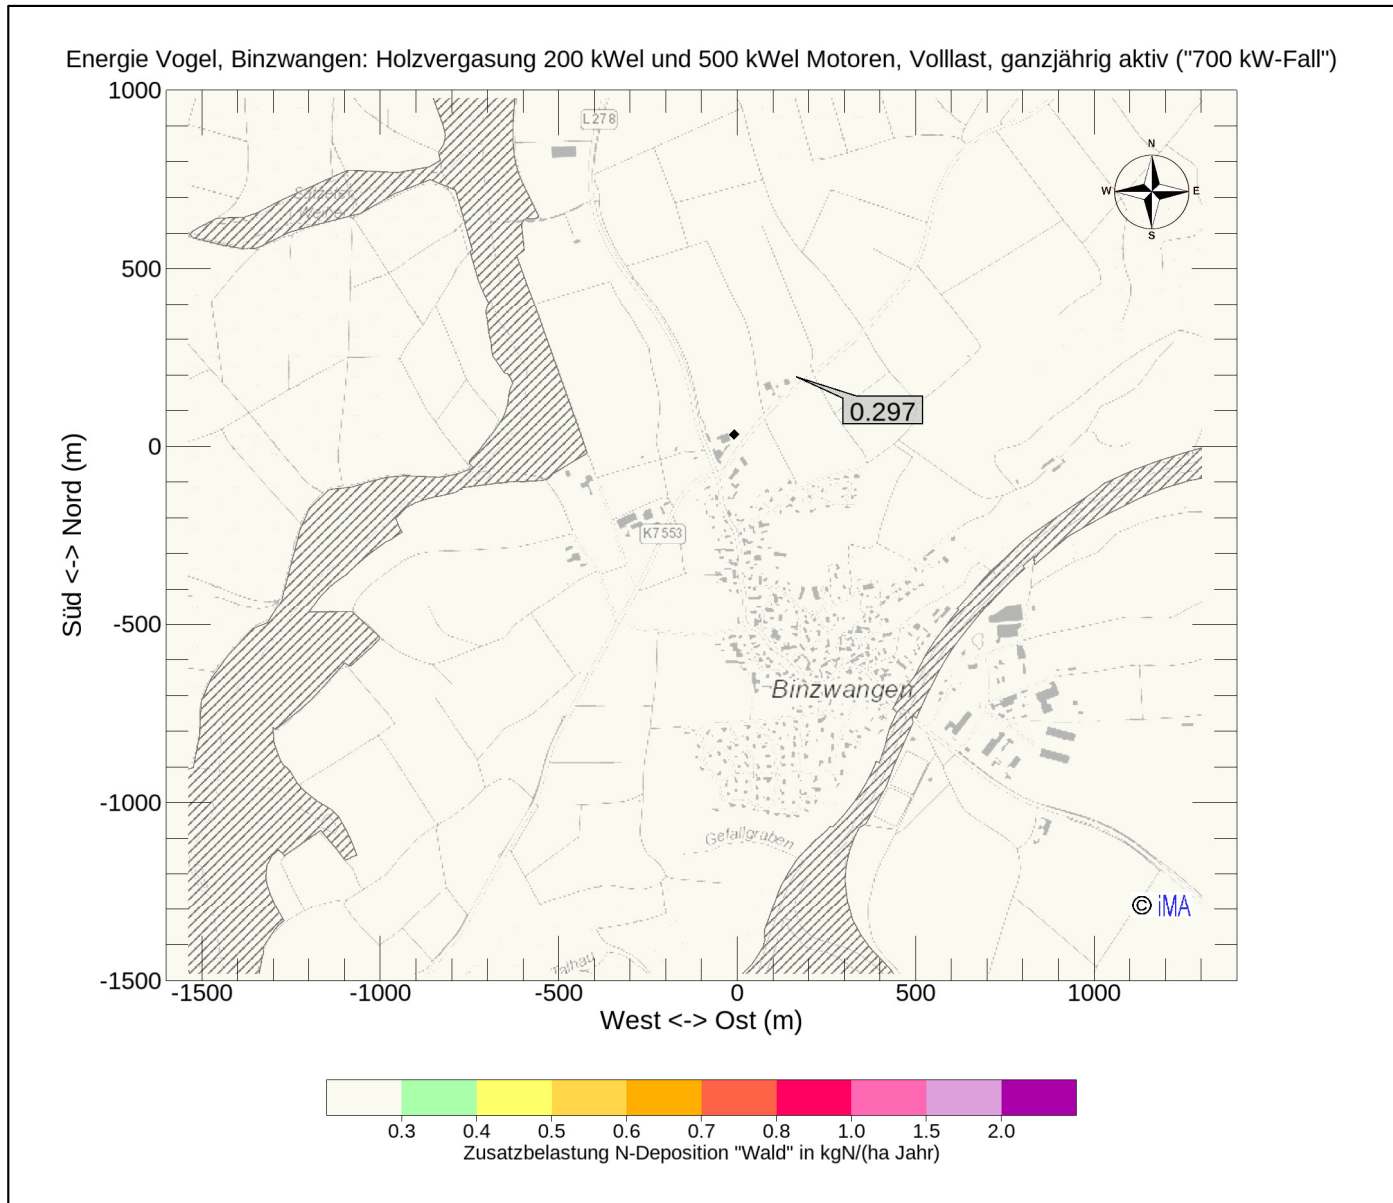 Energie Vogel, Binzwangen: Holzvergasung 200 kWel und 500 kWel Motoren, Volllast, ganzjährig aktiv ("700 kW-Fall")
1000
500
0
-500
-1000
-1500
Süd <-> Nord (m)
L 278
N
W
E
S
0.297
K7553
Binzwangen
Gefallgraben
© iMA
-1500
-1000
-500
0
500
1000
West <-> Ost (m)
0.3
0.4
0.5
0.6
0.7
0.8
1.0
1.5
2.0
Zusatzbelastung N-Deposition "Wald" in kgN/(ha Jahr)